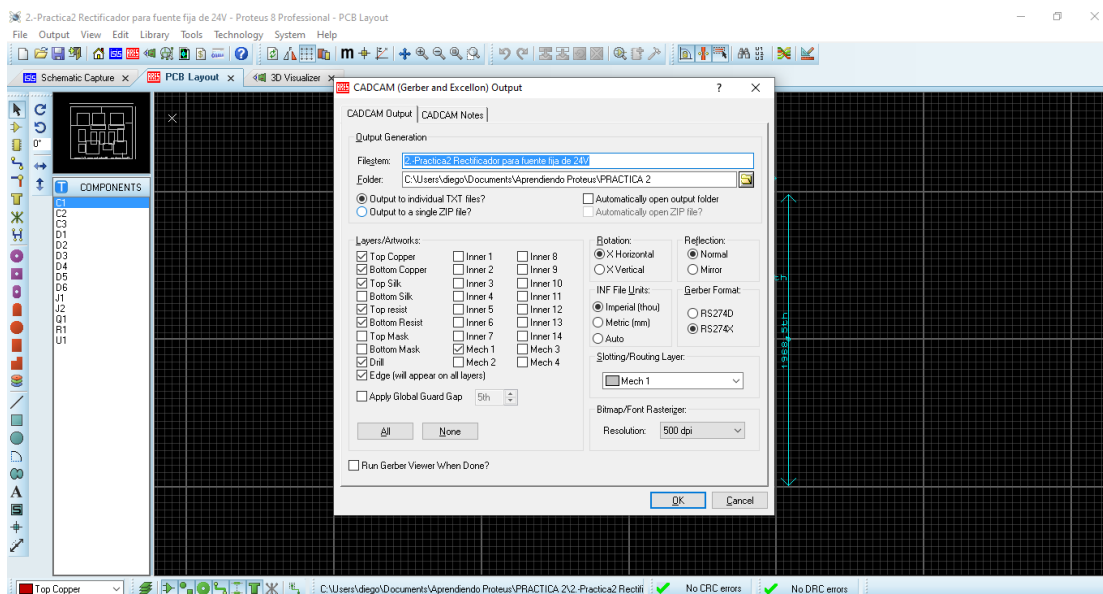 2.-Practica2 Rectificador para fuente fija de 24V - Proteus 8 Professional - PCB Layout
File Output View Edit Library Tools Technology System Help
ISIS Schematic Capture x ARES PCB Layout x 3D Visualizer x
0°
T COMPONENTS
C1
C2
C3
D1
D2
D3
D4
D5
D6
J1
J2
Q1
R1
U1
ARES CADCAM (Gerber and Excellon) Output ? X
CADCAM Output CADCAM Notes
Output Generation
Filestem: 2.-Practica2 Rectificador para fuente fija de 24V
Folder: C:\Users\diego\Documents\Aprendiendo Proteus\PRACTICA 2
Output to individual TXT files? Automatically open output folder
Output to a single ZIP file? Automatically open ZIP file?
Layers/Artworks:
Top Copper Inner 1 Inner 8
Bottom Copper Inner 2 Inner 9
Top Silk Inner 3 Inner 10
Bottom Silk Inner 4 Inner 11
Top resist Inner 5 Inner 12
Bottom Resist Inner 6 Inner 13
Top Mask Inner 7 Inner 14
Bottom Mask Mech 1 Mech 3
Drill Mech 2 Mech 4
Edge (will appear on all layers)
Apply Global Guard Gap 5th
All None
Run Gerber Viewer When Done?
Rotation: Reflection:
X Horizontal Normal
X Vertical Mirror
INF File Units: Gerber Format:
Imperial (thou) RS274D
Metric (mm) RS274X
Auto
Slotting/Routing Layer:
Mech 1
Bitmap/Font Rasterizer:
Resolution: 500 dpi
OK Cancel
1968.5th
Top Copper C:\Users\diego\Documents\Aprendiendo Proteus\PRACTICA 2\2.-Practica2 Rectifi No CRC errors No DRC errors